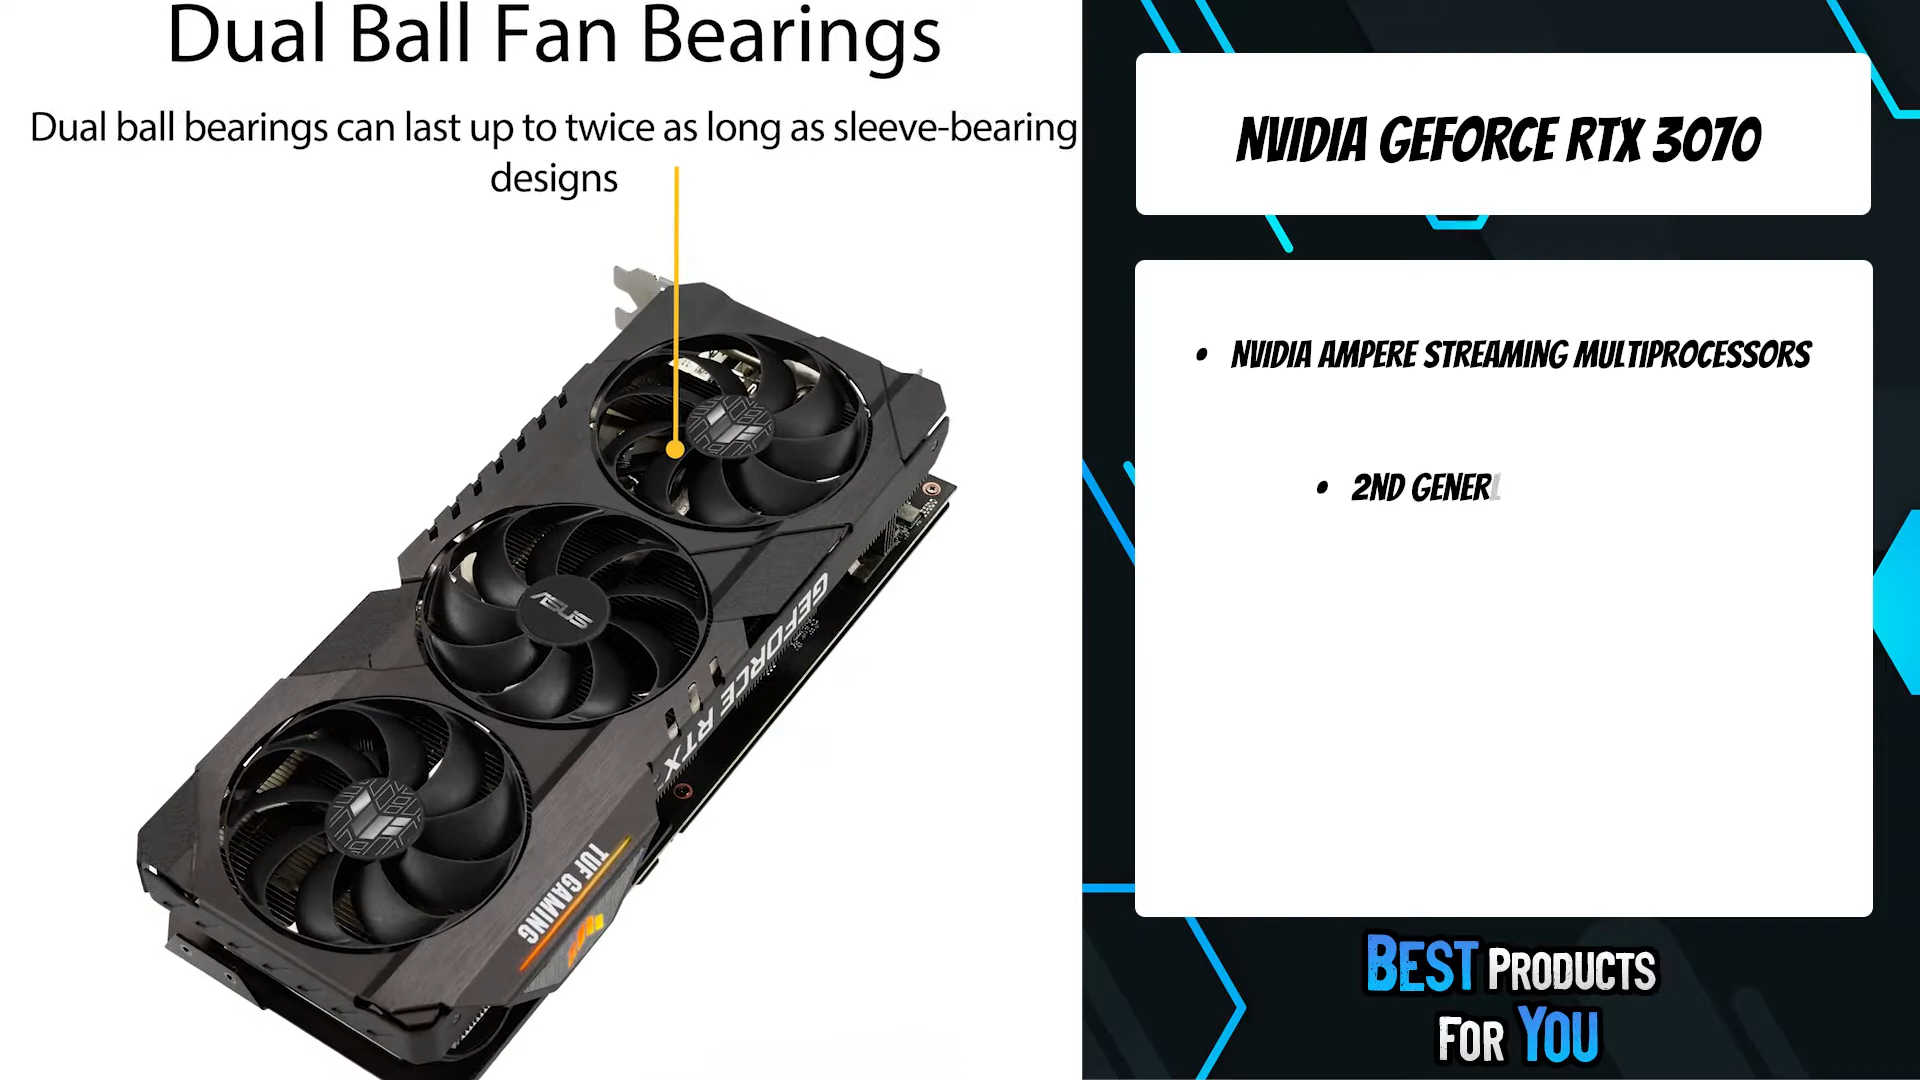 Dual Ball Fan Bearings
Dual ball bearings can last up to twice as long as sleeve-bearing
designs
ASUS
GEFORCE RTX
TUF GAMING
NVIDIA GEFORCE RTX 3070
• NVIDIA AMPERE STREAMING MULTIPROCESSORS
• 2ND GENER
BEST PRODUCTS
FOR YOU